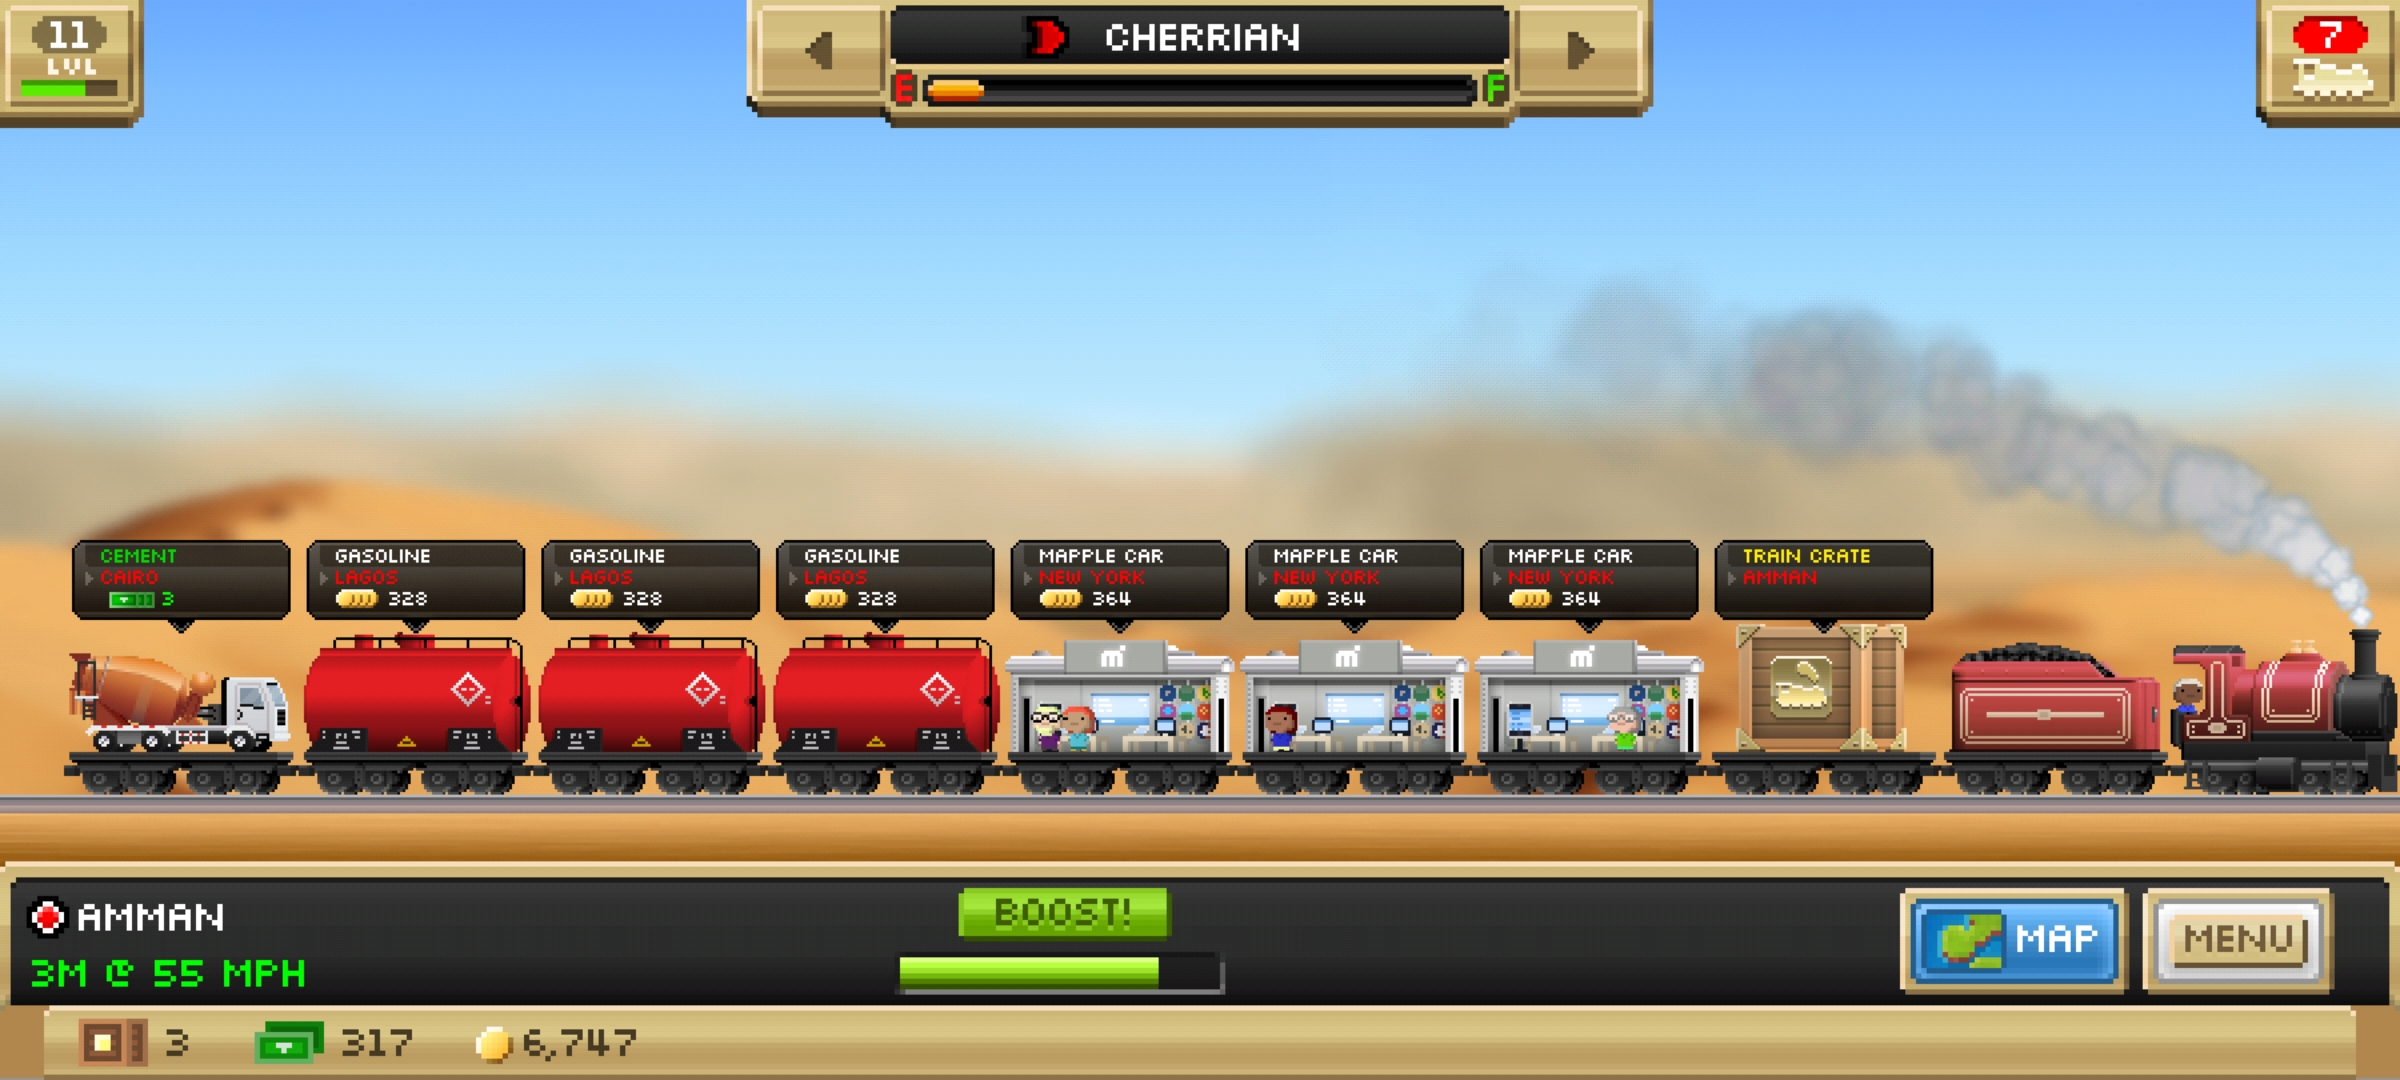 11
LVL
CHERRIAN
E F
7
CEMENT
CAIRO
3
GASOLINE
LAGOS
328
GASOLINE
LAGOS
328
GASOLINE
LAGOS
328
MAPPLE CAR
NEW YORK
364
MAPPLE CAR
NEW YORK
364
MAPPLE CAR
NEW YORK
364
TRAIN CRATE
AMMAN
m
m
m
AMMAN
3M @ 55 MPH
BOOST!
MAP
MENU
3
317
6,747